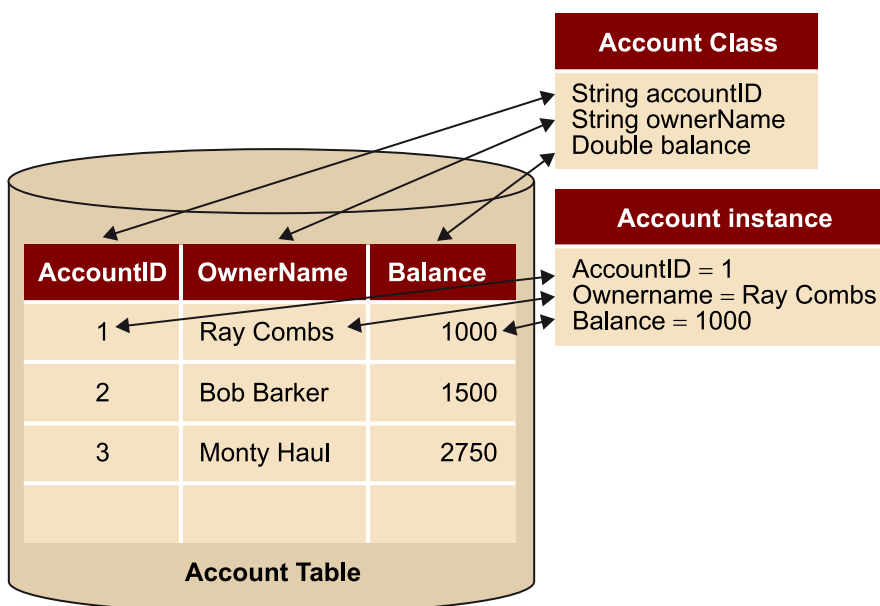 Account Class
String accountID
String ownerName
Double balance
Account instance
AccountID = 1
Ownername = Ray Combs
Balance = 1000
AccountID OwnerName Balance
1 Ray Combs 1000
2 Bob Barker 1500
3 Monty Haul 2750
Account Table